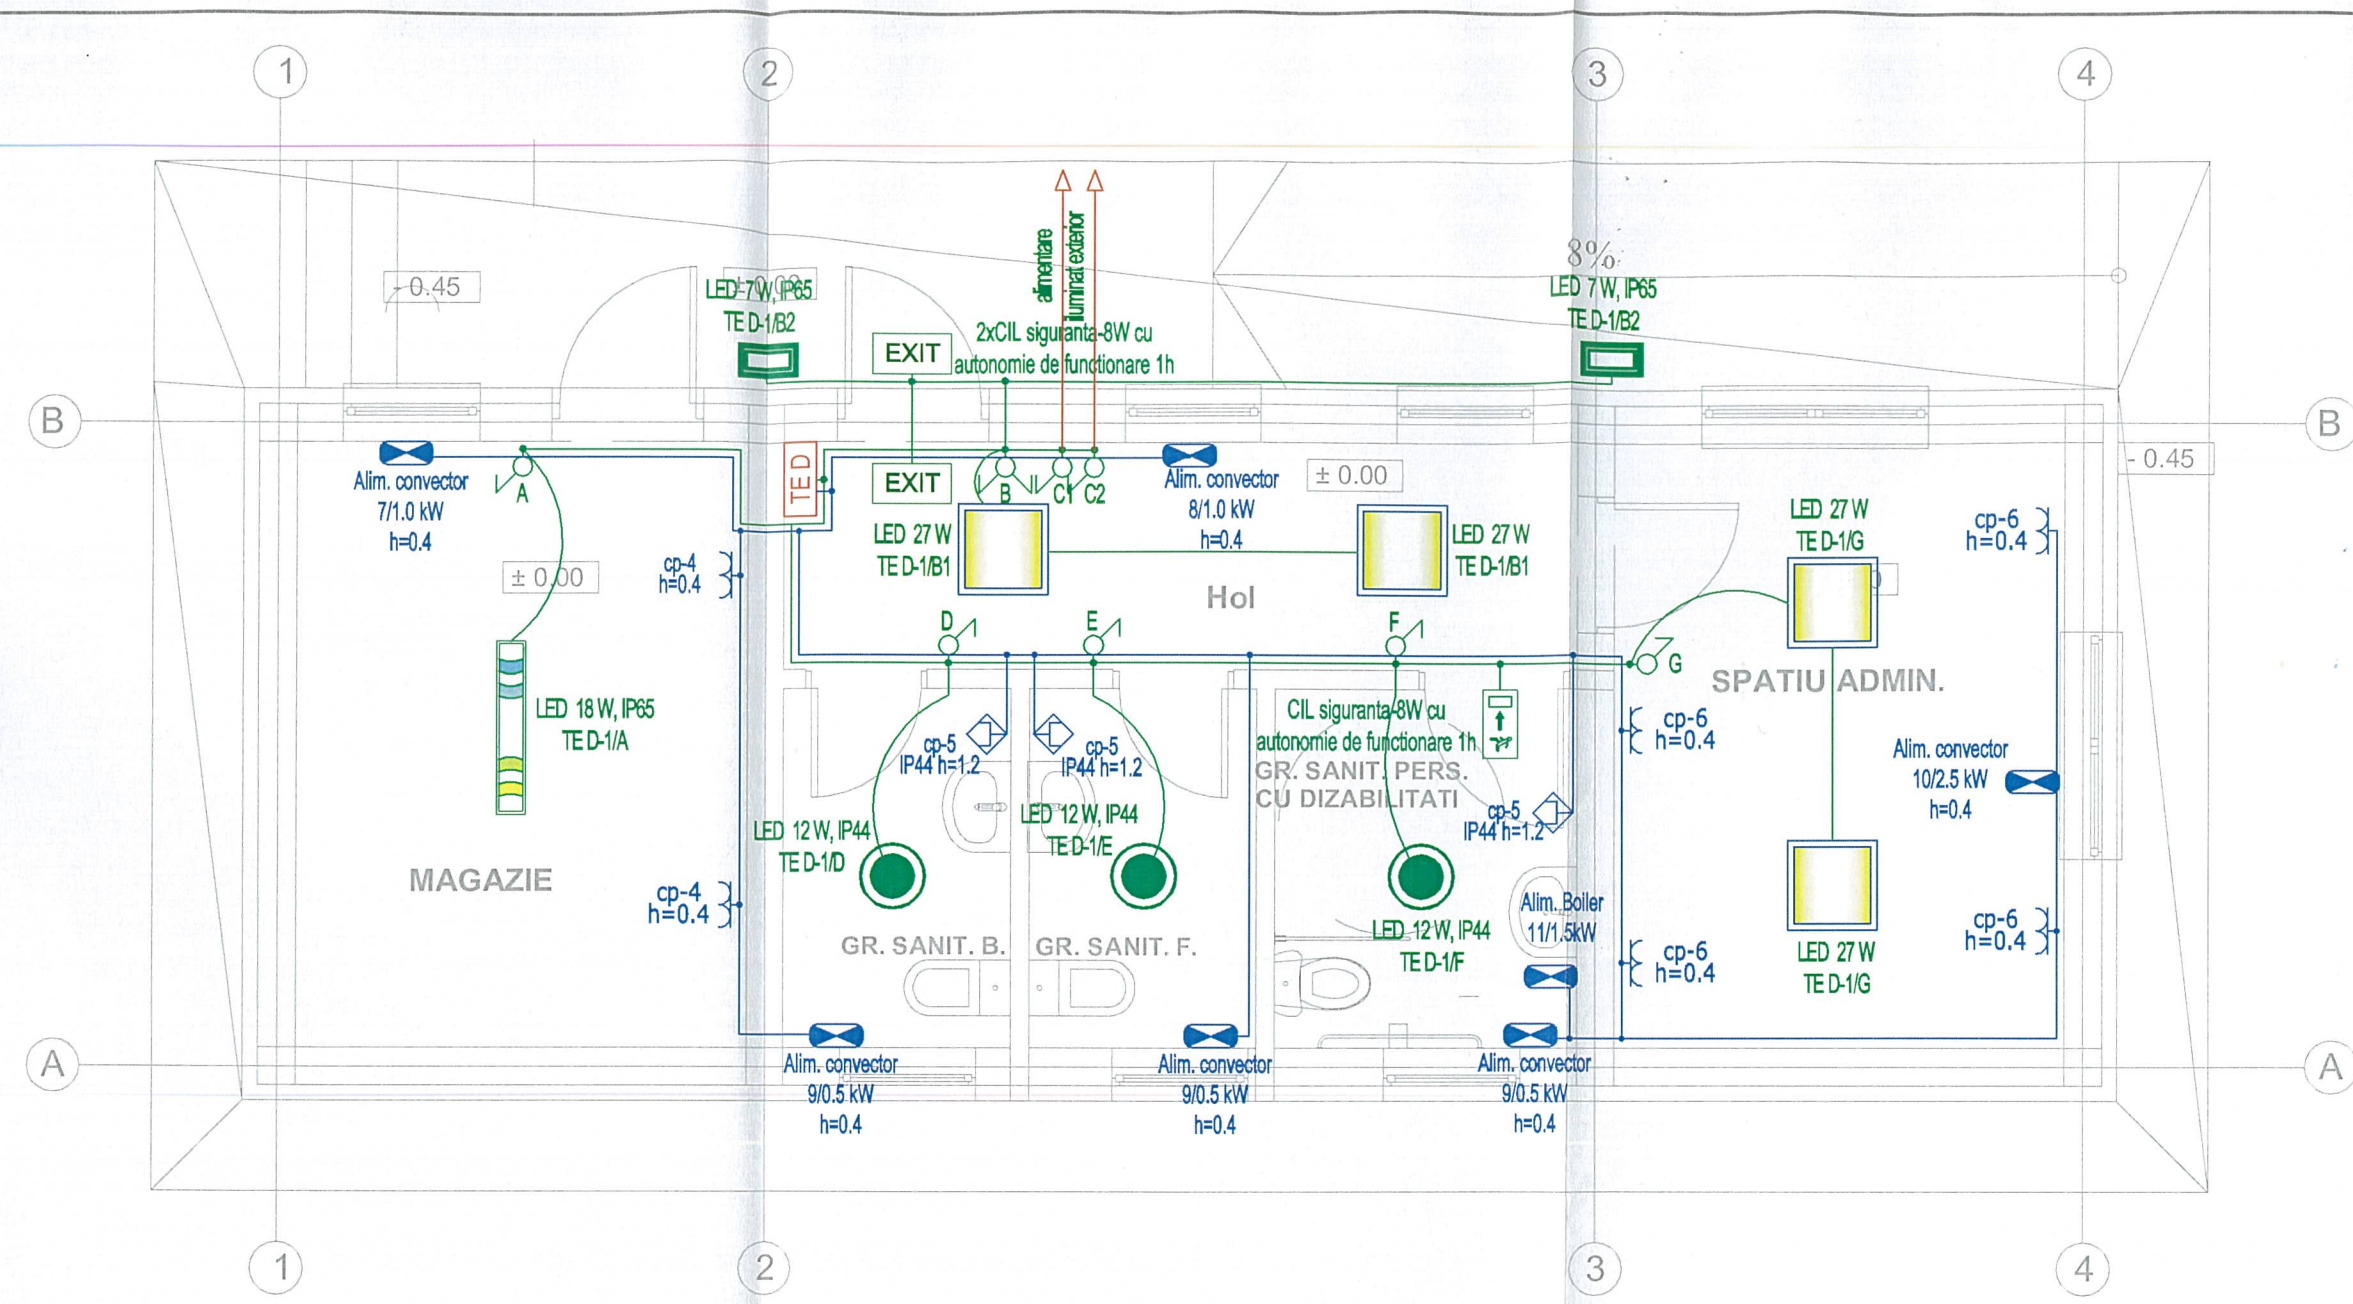 1
2
3
4
- 0.45
± 0.00
8%
LED 7 W, IP65
TE D-1/B2
alimentare
iluminat exterior
LED 7 W, IP65
TE D-1/B2
EXIT
2xCIL siguranta-8W cu
autonomie de functionare 1h
B
B
Alim. convector
7/1.0 kW
h=0.4
A
TE D
EXIT
B
C1
C2
Alim. convector
8/1.0 kW
h=0.4
± 0.00
- 0.45
LED 27 W
TE D-1/B1
LED 27 W
TE D-1/B1
LED 27 W
TE D-1/G
cp-6
h=0.4
cp-4
h=0.4
± 0.00
Hol
D
E
F
G
SPATIU ADMIN.
LED 18 W, IP65
TE D-1/A
cp-5
IP44 h=1.2
cp-5
IP44 h=1.2
CIL siguranta-8W cu
autonomie de functionare 1h
GR. SANIT. PERS.
CU DIZABILITATI
cp-6
h=0.4
Alim. convector
10/2.5 kW
h=0.4
cp-5
IP44 h=1.2
LED 12 W, IP44
TE D-1/D
LED 12 W, IP44
TE D-1/E
MAGAZIE
cp-4
h=0.4
GR. SANIT. B.
GR. SANIT. F.
LED 12 W, IP44
TE D-1/F
Alim. Boiler
11/1.5kW
cp-6
h=0.4
LED 27 W
TE D-1/G
cp-6
h=0.4
A
A
Alim. convector
9/0.5 kW
h=0.4
Alim. convector
9/0.5 kW
h=0.4
Alim. convector
9/0.5 kW
h=0.4
1
2
3
4